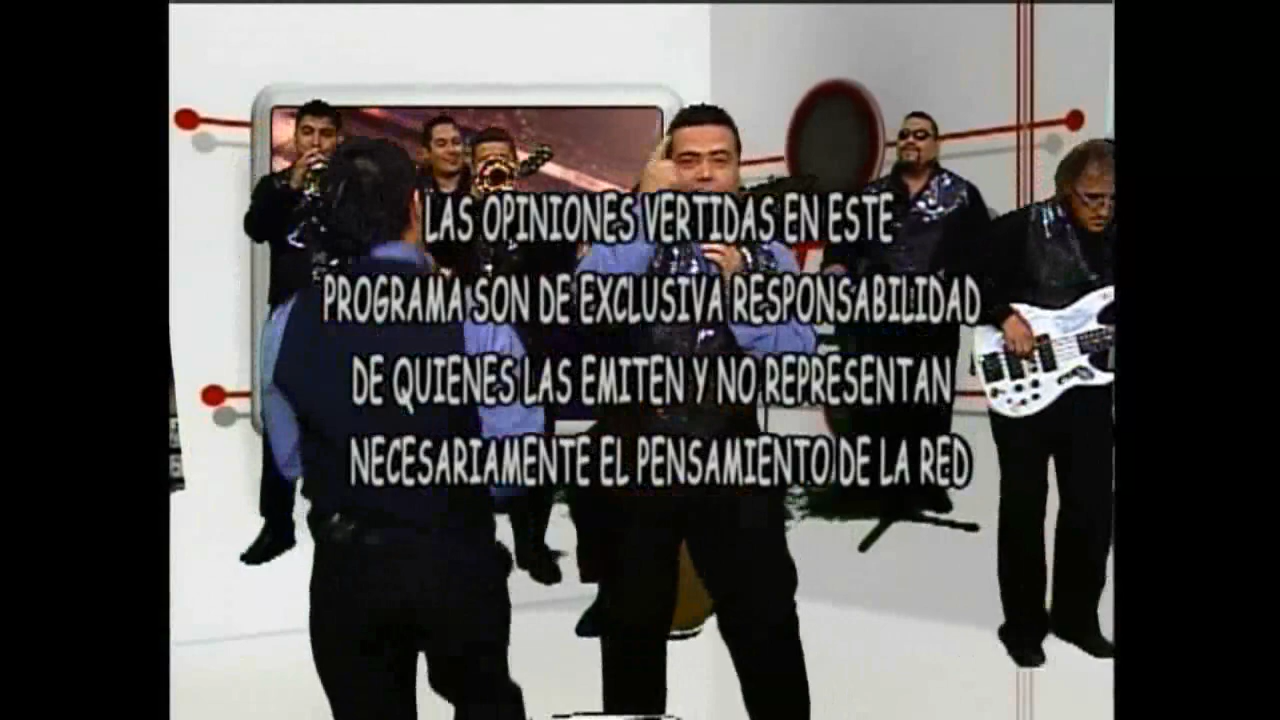 LAS OPINIONES VERTIDAS EN ESTE
PROGRAMA SON DE EXCLUSIVA RESPONSABILIDAD
DE QUIENES LAS EMITEN Y NO REPRESENTAN
NECESARIAMENTE EL PENSAMIENTO DE LA RED